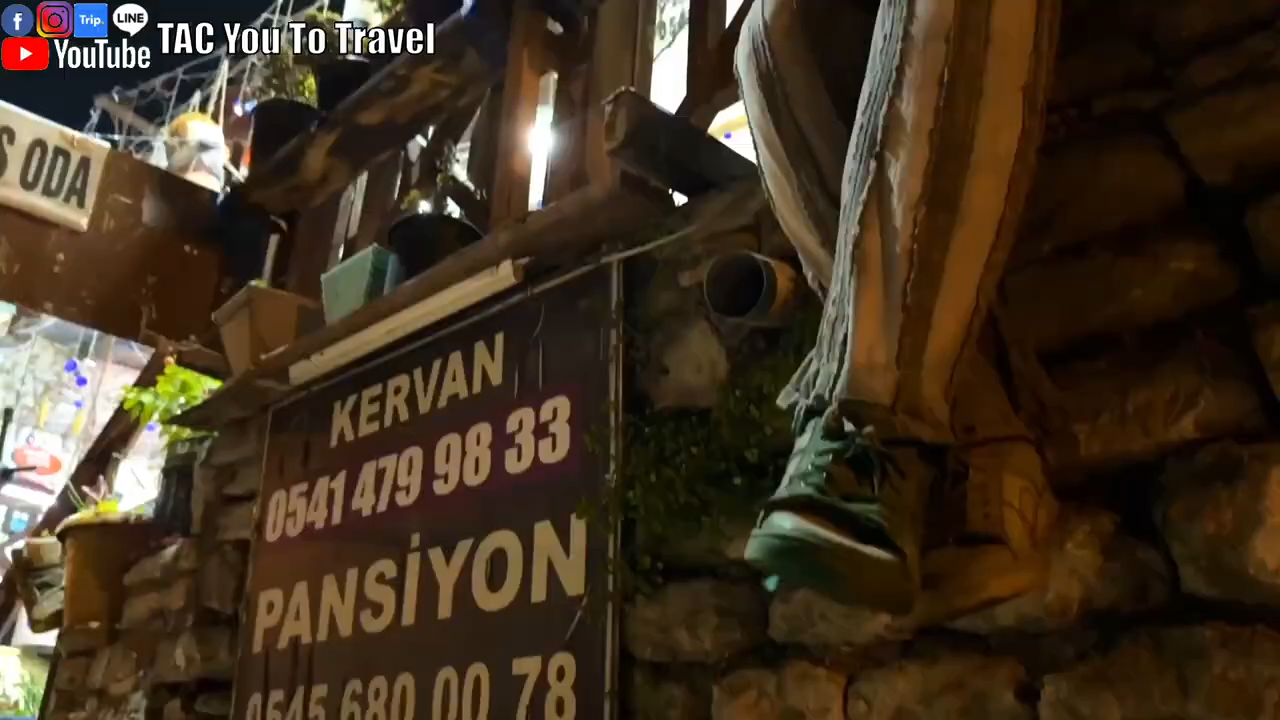 Trip.
LINE
YouTube
TAC You To Travel
S ODA
KERVAN
0541 479 98 33
PANSİYON
0545 680 00 78